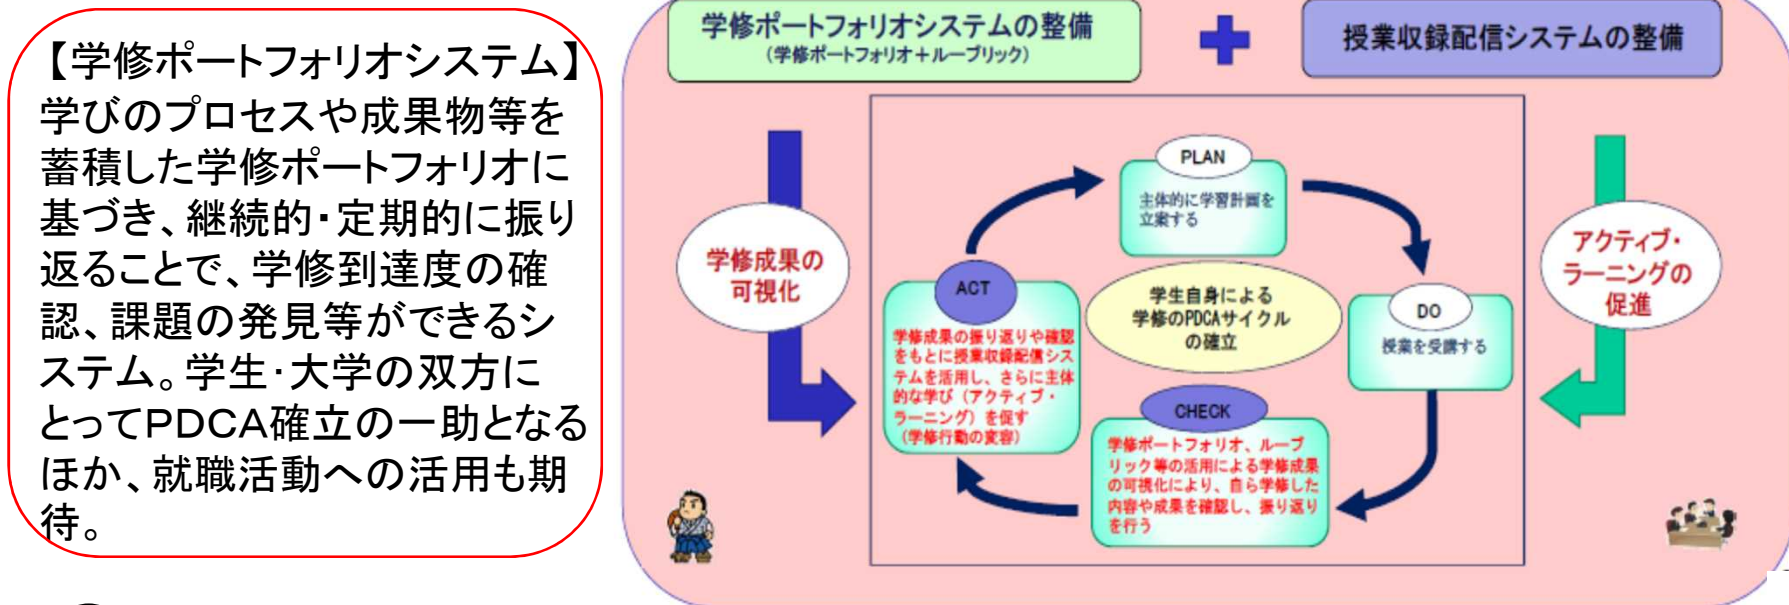 【学修ポートフォリオシステム】
学びのプロセスや成果物等を
蓄積した学修ポートフォリオに
基づき、継続的・定期的に振り
返ることで、学修到達度の確
認、課題の発見等ができるシ
ステム。学生・大学の双方に
とってPDCA確立の一助となる
ほか、就職活動への活用も期
待。
学修ポートフォリオシステムの整備
（学修ポートフォリオ＋ルーブリック）
授業収録配信システムの整備
学修成果の
可視化
PLAN
主体的に学習計画を
立案する
アクティブ・
ラーニングの
促進
ACT
学修成果の振り返りや確認
をもとに授業収録配信シス
テムを活用し、さらに主体
的な学び（アクティブ・
ラーニング）を促す
（学修行動の変容）
学生自身による
学修のPDCAサイクル
の確立
DO
授業を受講する
CHECK
学修ポートフォリオ、ルーブ
リック等の活用による学修成果
の可視化により、自ら学修した
内容や成果を確認し、振り返り
を行う